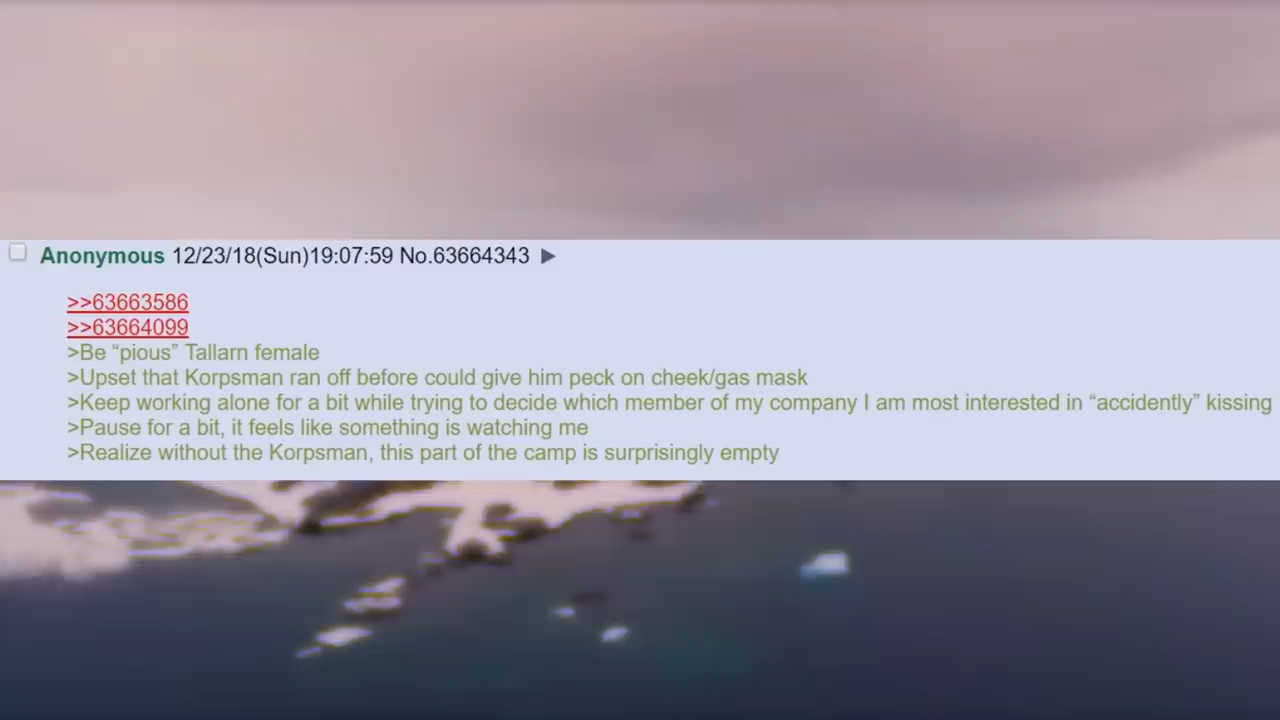 Anonymous 12/23/18(Sun)19:07:59 No.63664343 ▶
>>63663586
>>63664099
>Be “pious” Tallarn female
>Upset that Korpsman ran off before could give him peck on cheek/gas mask
>Keep working alone for a bit while trying to decide which member of my company I am most interested in “accidently” kissing
>Pause for a bit, it feels like something is watching me
>Realize without the Korpsman, this part of the camp is surprisingly empty